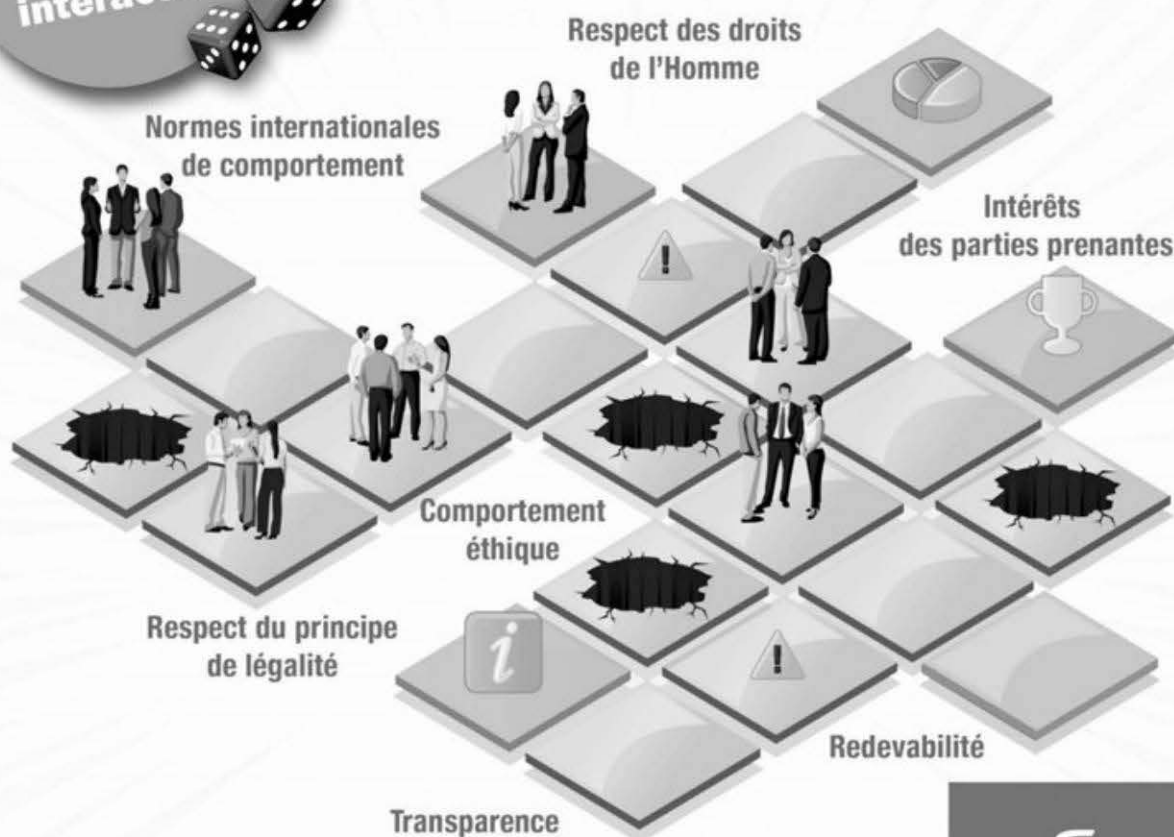 Respect des droits
de l'Homme
Normes internationales
de comportement
Intérêts
des parties prenantes
Comportement
éthique
Respect du principe
de légalité
Redevabilité
Transparence